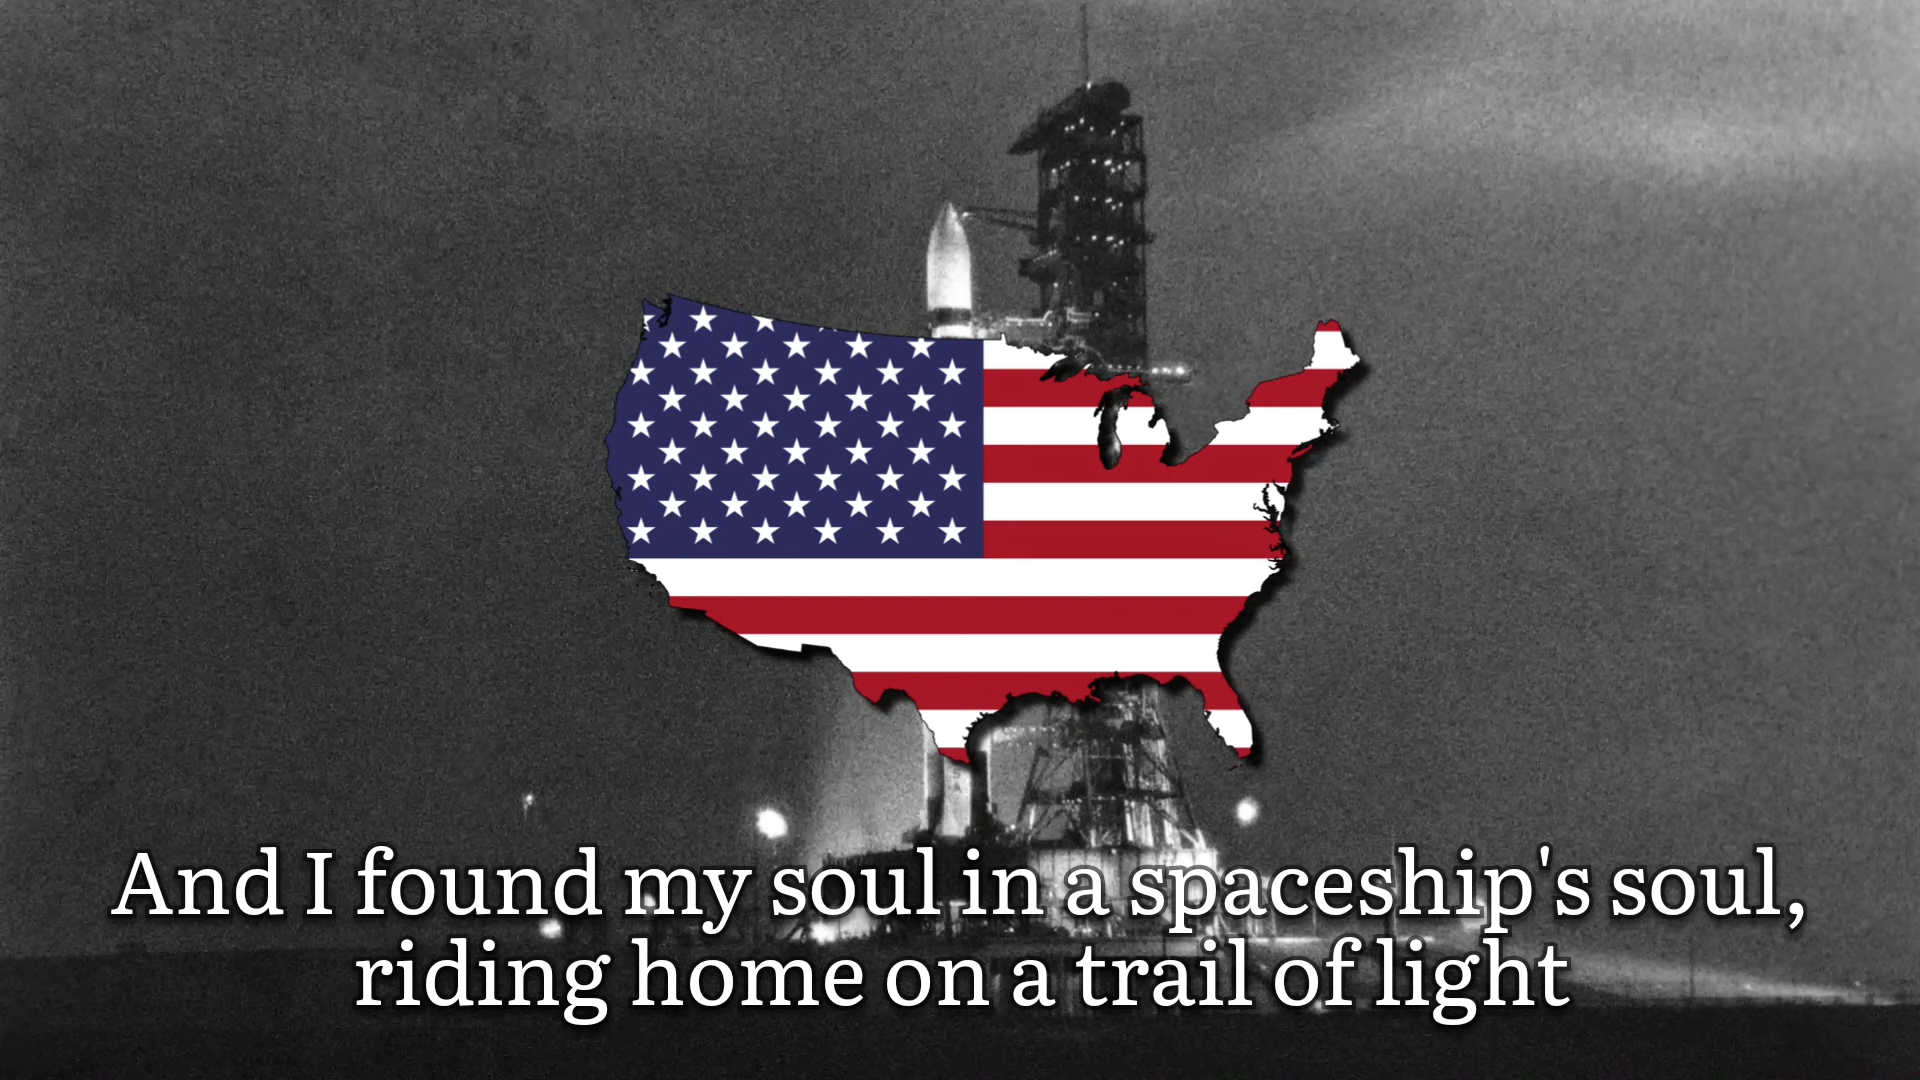 And I found my soul in a spaceship's soul,
riding home on a trail of light